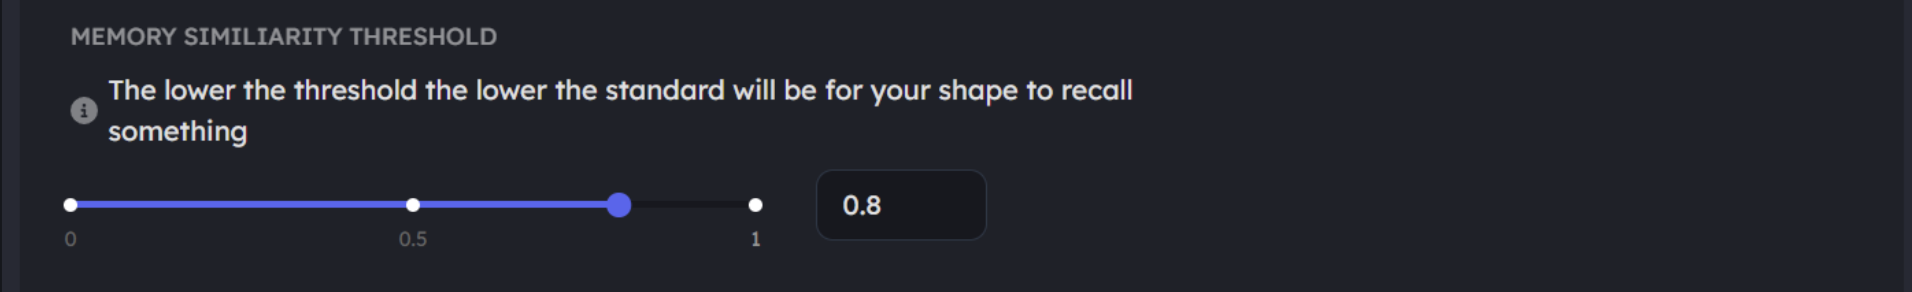 MEMORY SIMILIARITY THRESHOLD
The lower the threshold the lower the standard will be for your shape to recall
something
0.8
0 0.5 1